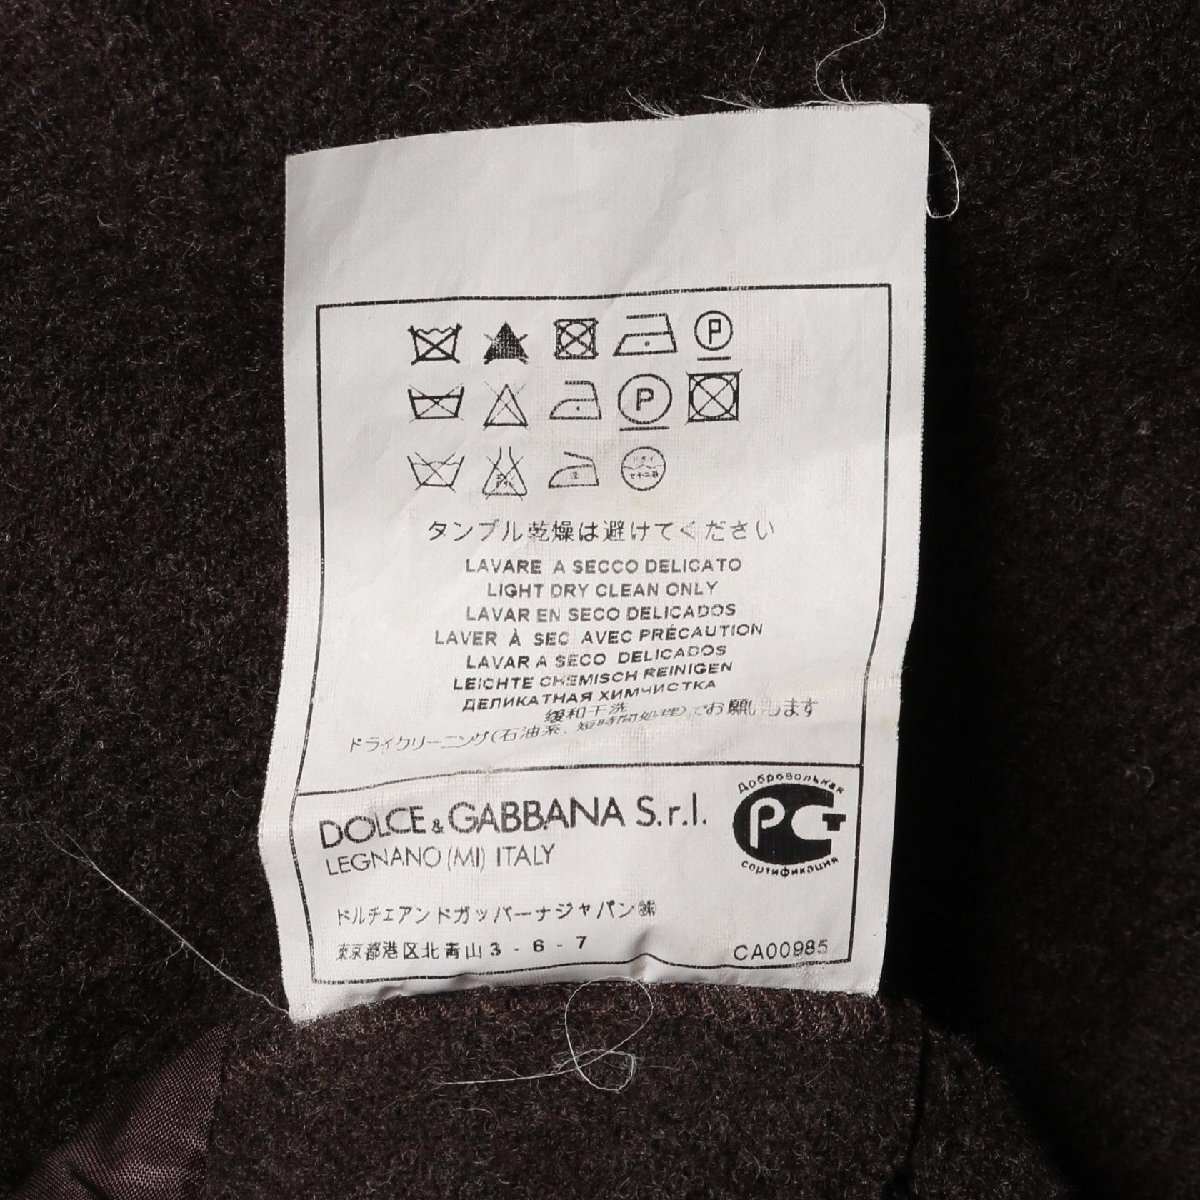 P
P
タンブル乾燥は避けてください
LAVARE A SECCO DELICATO
LIGHT DRY CLEAN ONLY
LAVAR EN SECO DELICADOS
LAVER À SEC AVEC PRÉCAUTION
LAVAR A SECO DELICADOS
LEICHTE CHEMISCH REINIGEN
ДЕЛИКАТНАЯ ХИМЧИСТКА
缓和干洗
ドライクリーニング(石油系、短時間処理)でお願いします
DOLCE & GABBANA S.r.l.
LEGNANO (MI) ITALY
Добровольная
РСТ
сертификация
ドルチェアンドガッバーナジャパン㈱
東京都港区北青山3-6-7
CA00985